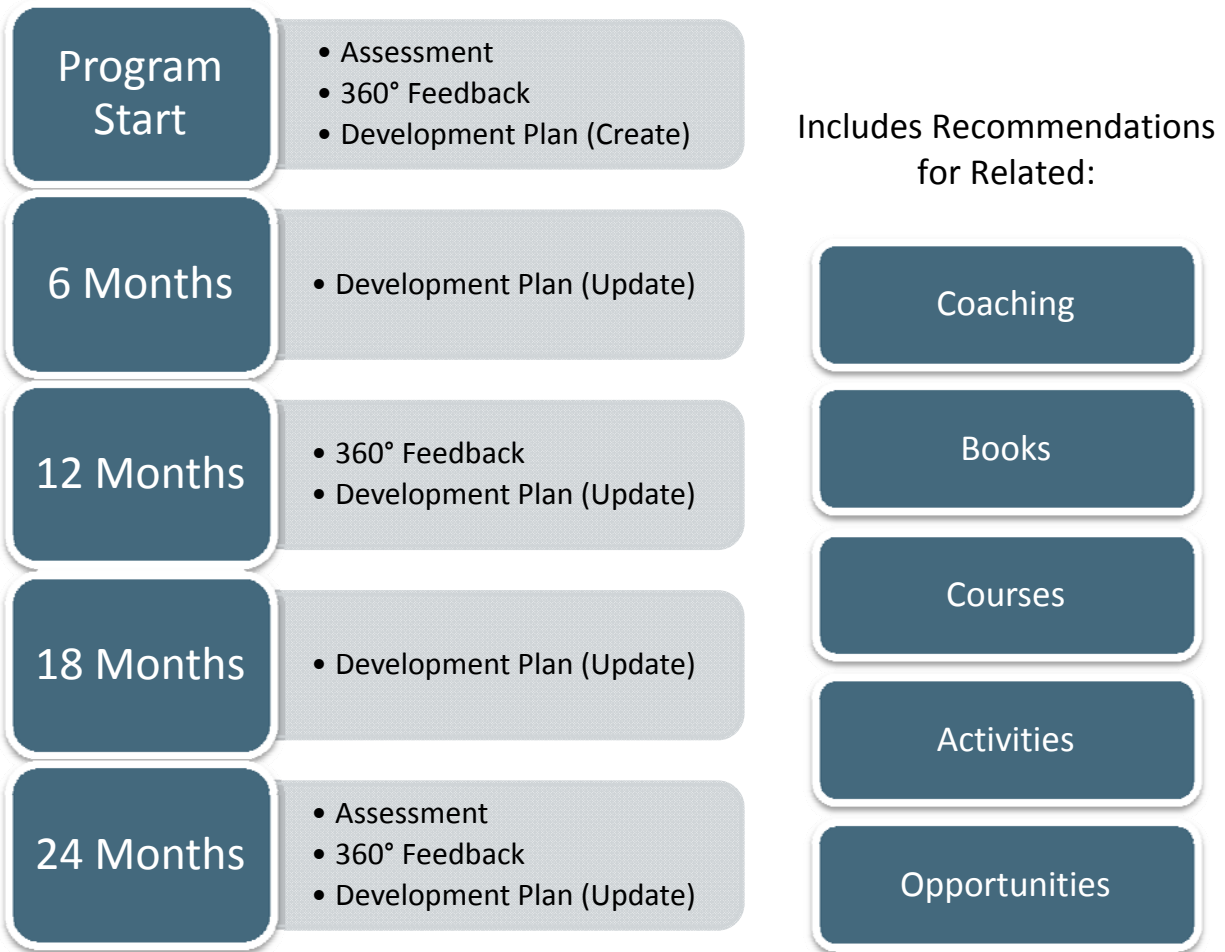 Program
Start
• Assessment
• 360° Feedback
• Development Plan (Create)
6 Months
• Development Plan (Update)
12 Months
• 360° Feedback
• Development Plan (Update)
18 Months
• Development Plan (Update)
24 Months
• Assessment
• 360° Feedback
• Development Plan (Update)
Includes Recommendations
for Related:
Coaching
Books
Courses
Activities
Opportunities